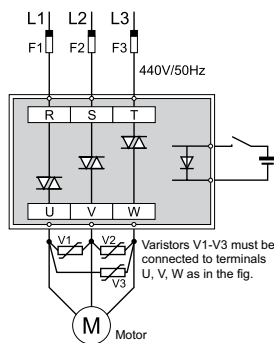 L1 L2 L3
F1 F2 F3
440V/50Hz
R S T
U V W
V1 V2
V3
Varistors V1-V3 must be
connected to terminals
U, V, W as in the fig.
M Motor